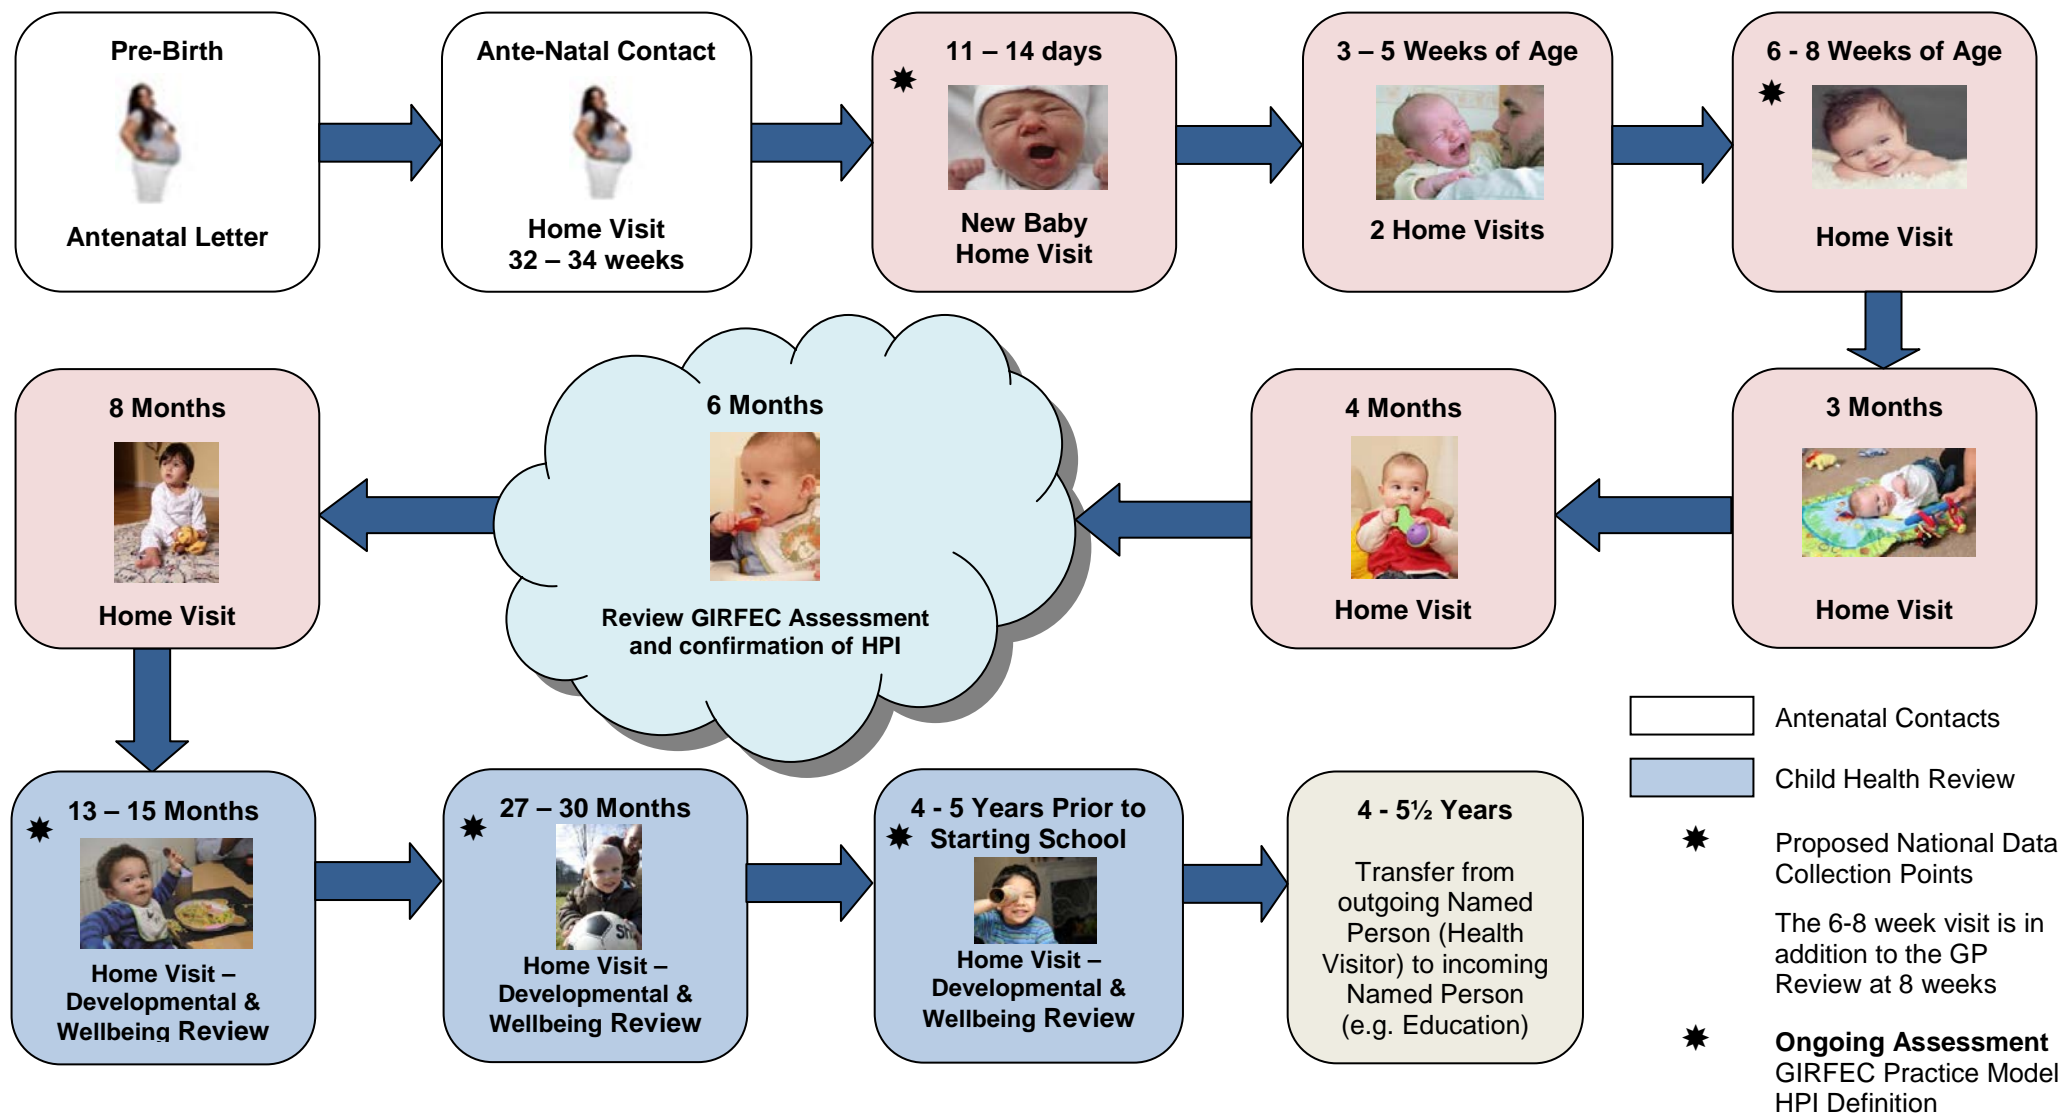 Pre-Birth
Antenatal Letter
Ante-Natal Contact
Home Visit
32 – 34 weeks
11 – 14 days
New Baby
Home Visit
3 – 5 Weeks of Age
2 Home Visits
6 - 8 Weeks of Age
Home Visit
3 Months
Home Visit
4 Months
Home Visit
6 Months
Review GIRFEC Assessment
and confirmation of HPI
8 Months
Home Visit
13 – 15 Months
Home Visit –
Developmental &
Wellbeing Review
27 – 30 Months
Home Visit –
Developmental &
Wellbeing Review
4 - 5 Years Prior to
Starting School
Home Visit –
Developmental &
Wellbeing Review
4 - 5½ Years
Transfer from
outgoing Named
Person (Health
Visitor) to incoming
Named Person
(e.g. Education)
Antenatal Contacts
Child Health Review
Proposed National Data
Collection Points
The 6-8 week visit is in
addition to the GP
Review at 8 weeks
Ongoing Assessment
GIRFEC Practice Model
HPI Definition